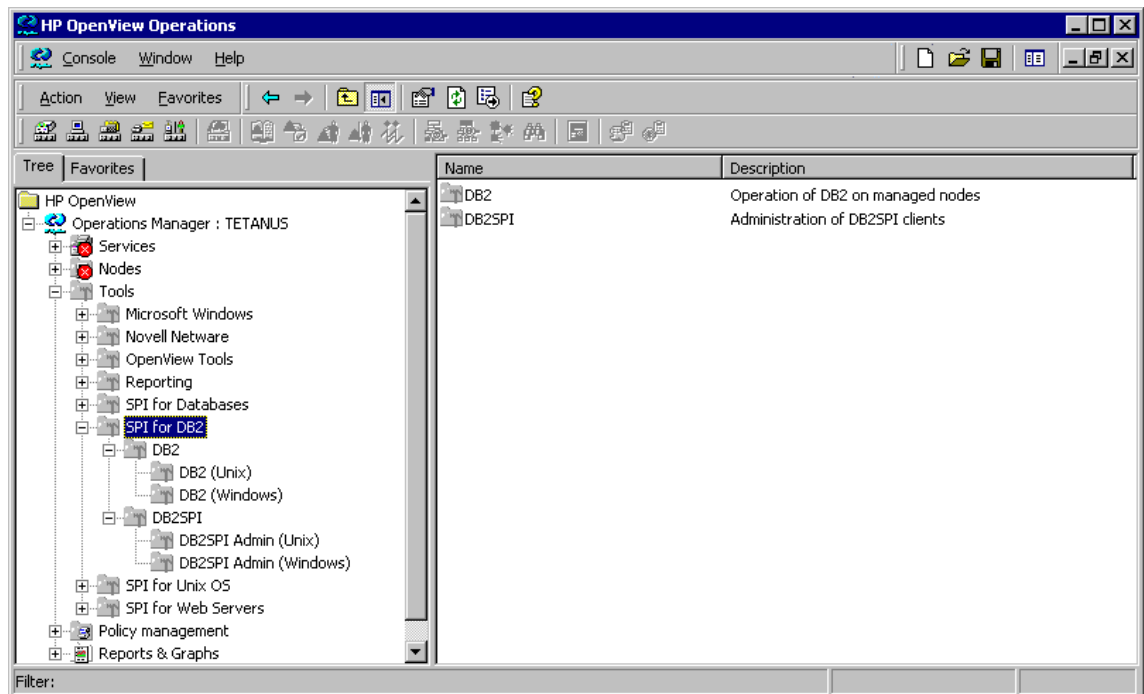 HP OpenView Operations
Console Window Help
Action View Favorites
Tree Favorites
Name Description
HP OpenView
Operations Manager : TETANUS
Services
Nodes
Tools
Microsoft Windows
Novell Netware
OpenView Tools
Reporting
SPI for Databases
SPI for DB2
DB2
DB2 (Unix)
DB2 (Windows)
DB2SPI
DB2SPI Admin (Unix)
DB2SPI Admin (Windows)
SPI for Unix OS
SPI for Web Servers
Policy management
Reports & Graphs
DB2 Operation of DB2 on managed nodes
DB2SPI Administration of DB2SPI clients
Filter: